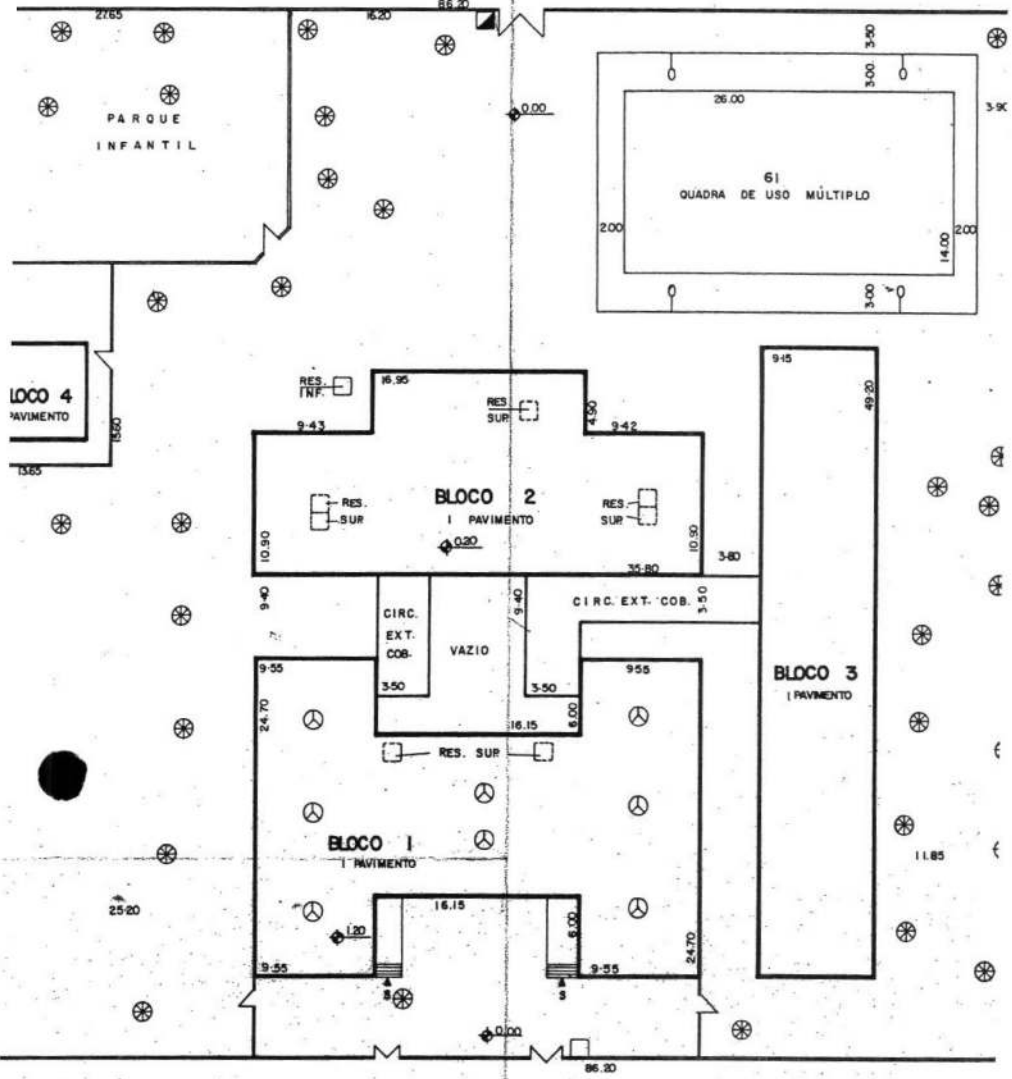 86.20
27.65
16.20
3.50
3.00
26.00
3.90
0.00
PARQUE
INFANTIL
61
QUADRA DE USO MÚLTIPLO
2.00
2.00
14.00
3.00
9.15
49.20
RES.
INF.
16.95
RES
SUP.
4.90
9.43
9.42
LOCO 4
PAVIMENTO
13.60
13.65
BLOCO 2
1 PAVIMENTO
RES.
SUP.
RES.
SUP.
0.20
10.90
10.90
35.80
3.80
9.40
CIRC.
EXT.
COB.
VAZIO
9.40
CIRC. EXT. COB.
3.50
3.50
3.50
9.55
9.55
24.70
16.15
6.00
BLOCO 3
1 PAVIMENTO
RES. SUP.
BLOCO 1
1 PAVIMENTO
11.85
25.20
16.15
6.00
1.20
24.70
9.55
9.55
S
S
0.00
86.20